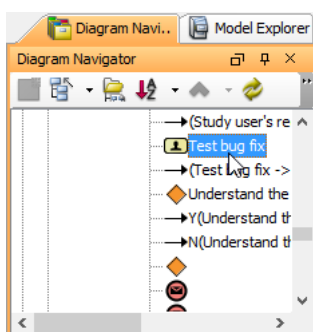 Diagram Navi.. Model Explorer
Diagram Navigator
(Study user's re
Test bug fix
(Test bug fix ->
Understand the
Y(Understand th
N(Understand th